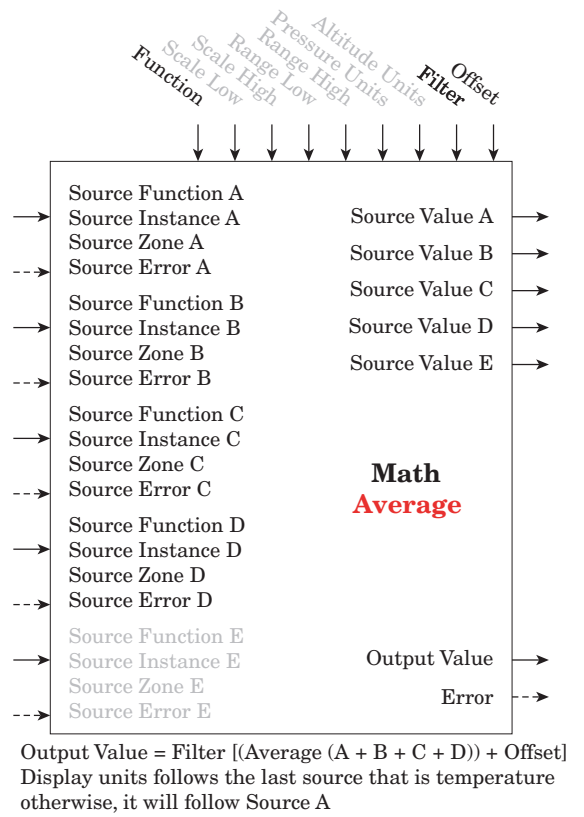 Function
Scale Low
Scale High
Range Low
Range High
Pressure Units
Altitude Units
Filter
Offset
Source Function A
Source Instance A
Source Zone A
Source Error A
Source Function B
Source Instance B
Source Zone B
Source Error B
Source Function C
Source Instance C
Source Zone C
Source Error C
Source Function D
Source Instance D
Source Zone D
Source Error D
Source Function E
Source Instance E
Source Zone E
Source Error E
Source Value A
Source Value B
Source Value C
Source Value D
Source Value E
Math
Average
Output Value
Error
Output Value = Filter [(Average (A + B + C + D)) + Offset]
Display units follows the last source that is temperature
otherwise, it will follow Source A